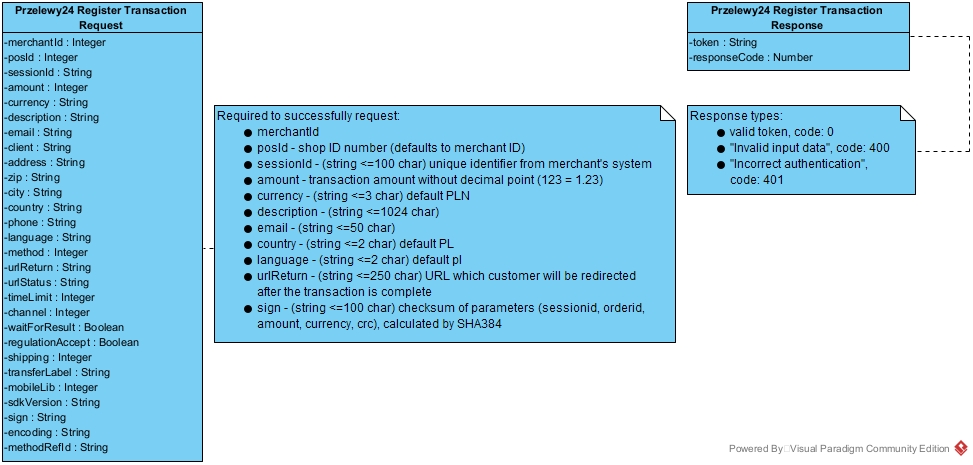 Przelewy24 Register Transaction
Request
-merchantId : Integer
-posId : Integer
-sessionId : String
-amount : Integer
-currency : String
-description : String
-email : String
-client : String
-address : String
-zip : String
-city : String
-country : String
-phone : String
-language : String
-method : Integer
-urlReturn : String
-urlStatus : String
-timeLimit : Integer
-channel : Integer
-waitForResult : Boolean
-regulationAccept : Boolean
-shipping : Integer
-transferLabel : String
-mobileLib : Integer
-sdkVersion : String
-sign : String
-encoding : String
-methodRefId : String
Required to successfully request:
● merchantId
● posId - shop ID number (defaults to merchant ID)
● sessionId - (string <=100 char) unique identifier from merchant's system
● amount - transaction amount without decimal point (123 = 1.23)
● currency - (string <=3 char) default PLN
● description - (string <=1024 char)
● email - (string <=50 char)
● country - (string <=2 char) default PL
● language - (string <=2 char) default pl
● urlReturn - (string <=250 char) URL which customer will be redirected
after the transaction is complete
● sign - (string <=100 char) checksum of parameters (sessionid, orderid,
amount, currency, crc), calculated by SHA384
Przelewy24 Register Transaction
Response
-token : String
-responseCode : Number
Response types:
● valid token, code: 0
● "Invalid input data", code: 400
● "Incorrect authentication",
code: 401
Powered By Visual Paradigm Community Edition